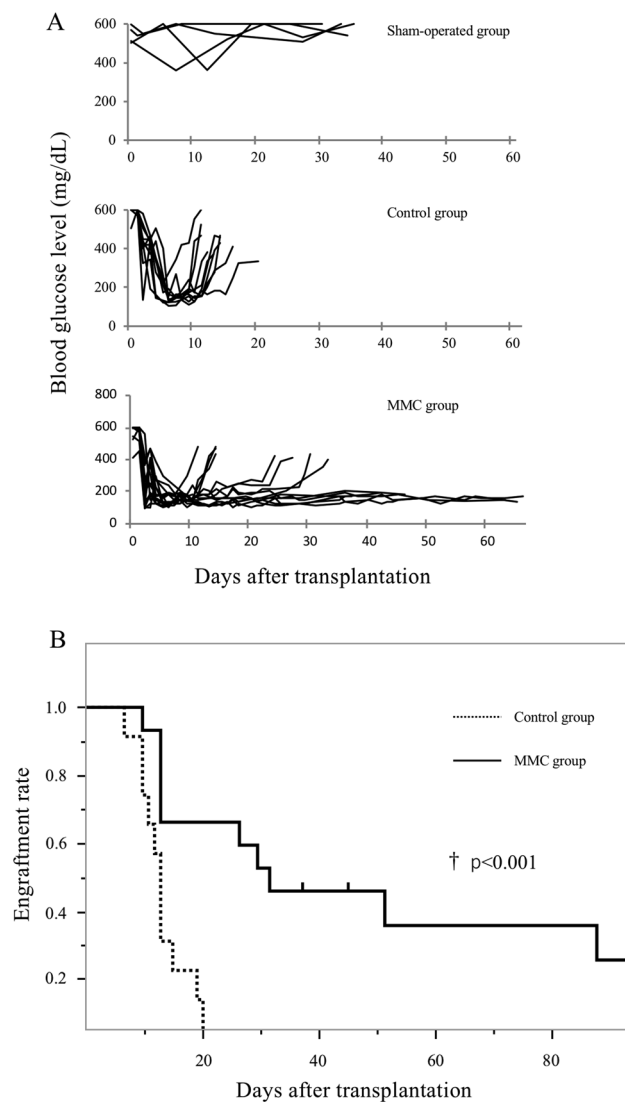 A
Blood glucose level (mg/dL)
600
400
200
0
Sham-operated group
0 10 20 30 40 50 60
600
400
200
0
Control group
0 10 20 30 40 50 60
800
600
400
200
0
MMC group
0 10 20 30 40 50 60
Days after transplantation
B
Engraftment rate
1.0
0.8
0.6
0.4
0.2
Control group
MMC group
† p<0.001
20 40 60 80
Days after transplantation